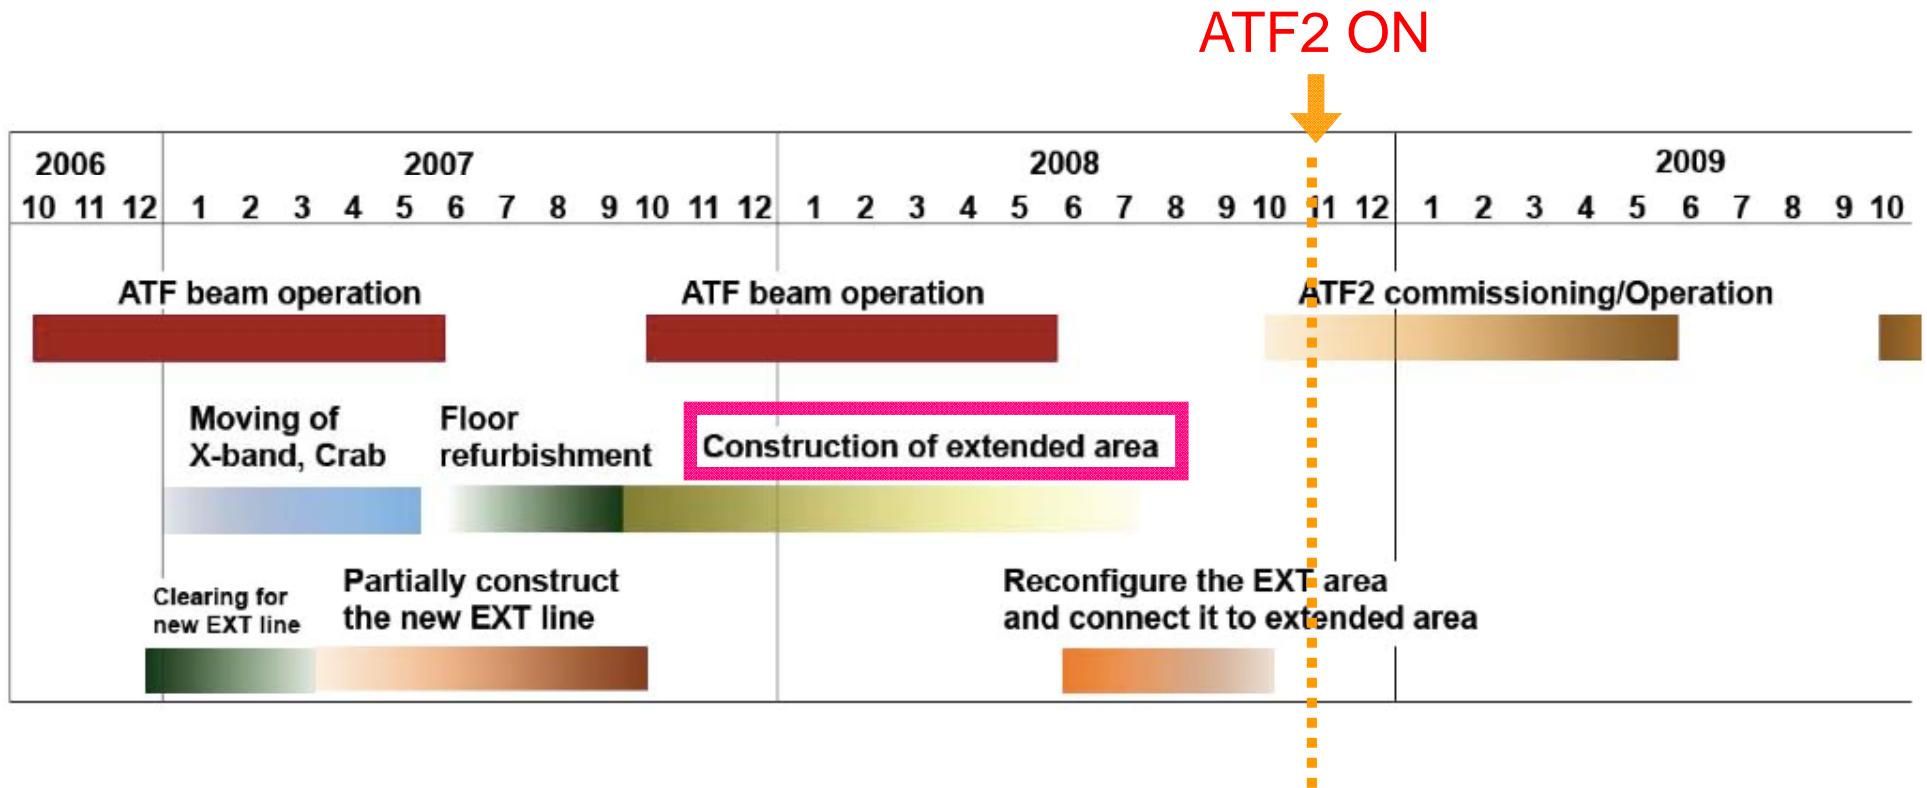 ATF2 ON
2006 2007 2008 2009
10 11 12 1 2 3 4 5 6 7 8 9 10 11 12 1 2 3 4 5 6 7 8 9 10 11 12 1 2 3 4 5 6 7 8 9 10
ATF beam operation ATF beam operation ATF2 commissioning/Operation
Moving of
X-band, Crab
Floor
refurbishment
Construction of extended area
Clearing for
new EXT line
Partially construct
the new EXT line
Reconfigure the EXT area
and connect it to extended area